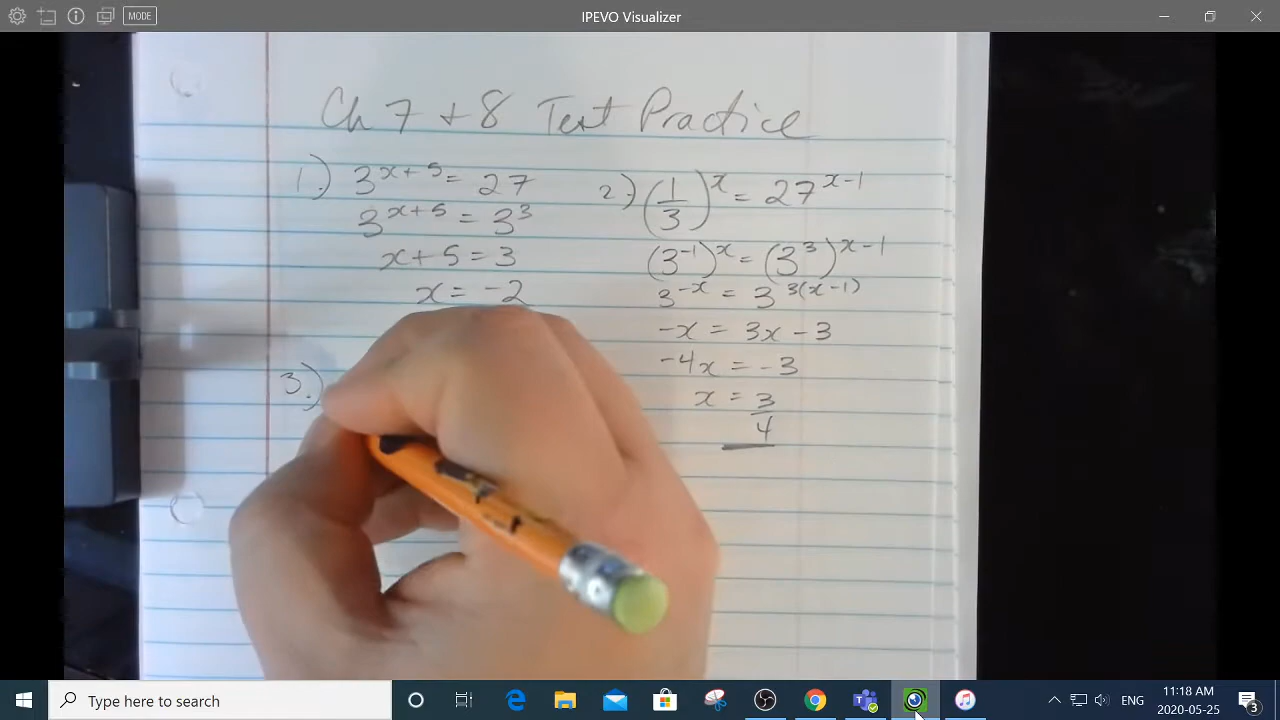 MODE
IPEVO Visualizer
Ch 7 + 8 Test Practice
1.) 3^{x+5} = 27
3^{x+5} = 3^3
x+5 = 3
x = -2
2.) (1/3)^x = 27^{x-1}
(3^{-1})^x = (3^3)^{x-1}
3^{-x} = 3^{3(x-1)}
-x = 3x - 3
-4x = -3
x = 3/4
3.)
Type here to search
ENG
11:18 AM
2020-05-25
3